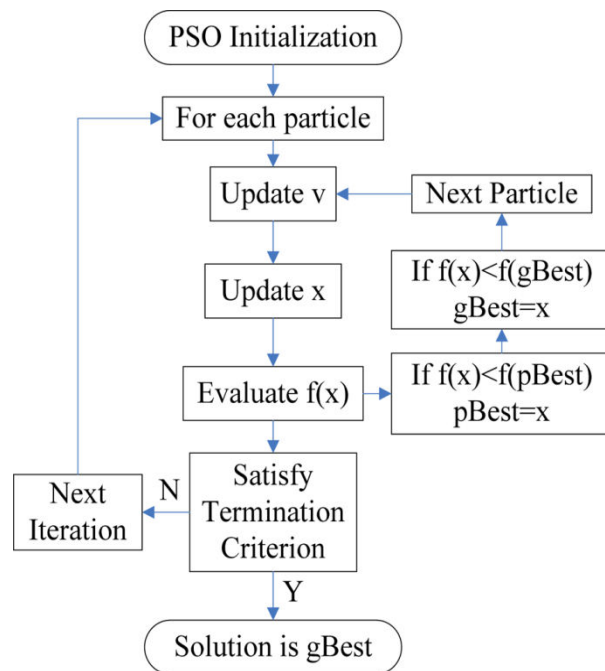 PSO Initialization
For each particle
Update v
Next Particle
If f(x)<f(gBest)
gBest=x
Update x
If f(x)<f(pBest)
pBest=x
Evaluate f(x)
Satisfy
Termination
Criterion
N
Next
Iteration
Y
Solution is gBest